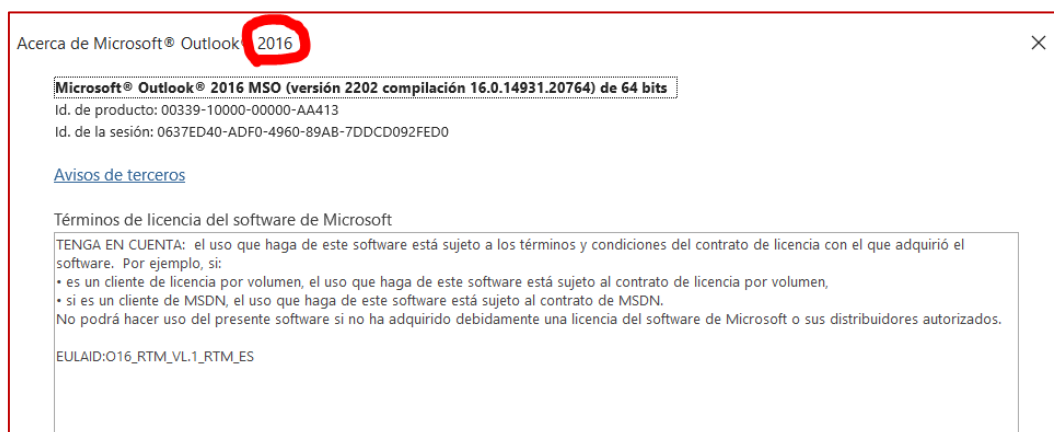 Acerca de Microsoft® Outlook® 2016
Microsoft® Outlook® 2016 MSO (versión 2202 compilación 16.0.14931.20764) de 64 bits
Id. de producto: 00339-10000-00000-AA413
Id. de la sesión: 0637ED40-ADF0-4960-89AB-7DDCD092FED0
Avisos de terceros
Términos de licencia del software de Microsoft
TENGA EN CUENTA:  el uso que haga de este software está sujeto a los términos y condiciones del contrato de licencia con el que adquirió el
software.  Por ejemplo, si:
• es un cliente de licencia por volumen, el uso que haga de este software está sujeto al contrato de licencia por volumen,
• si es un cliente de MSDN, el uso que haga de este software está sujeto al contrato de MSDN.
No podrá hacer uso del presente software si no ha adquirido debidamente una licencia del software de Microsoft o sus distribuidores autorizados.
EULAID:O16_RTM_VL.1_RTM_ES